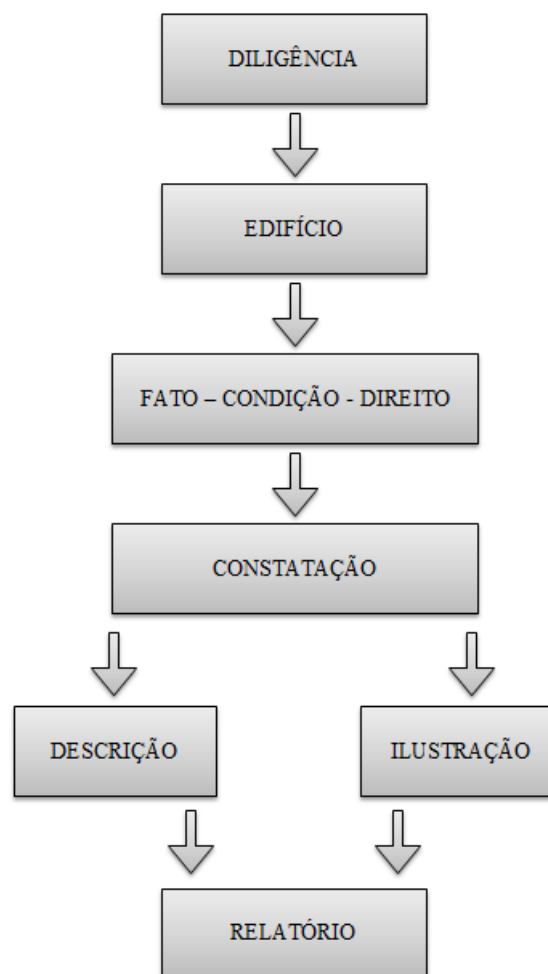 DILIGÊNCIA
EDIFÍCIO
FATO – CONDIÇÃO - DIREITO
CONSTATAÇÃO
DESCRIÇÃO
ILUSTRAÇÃO
RELATÓRIO